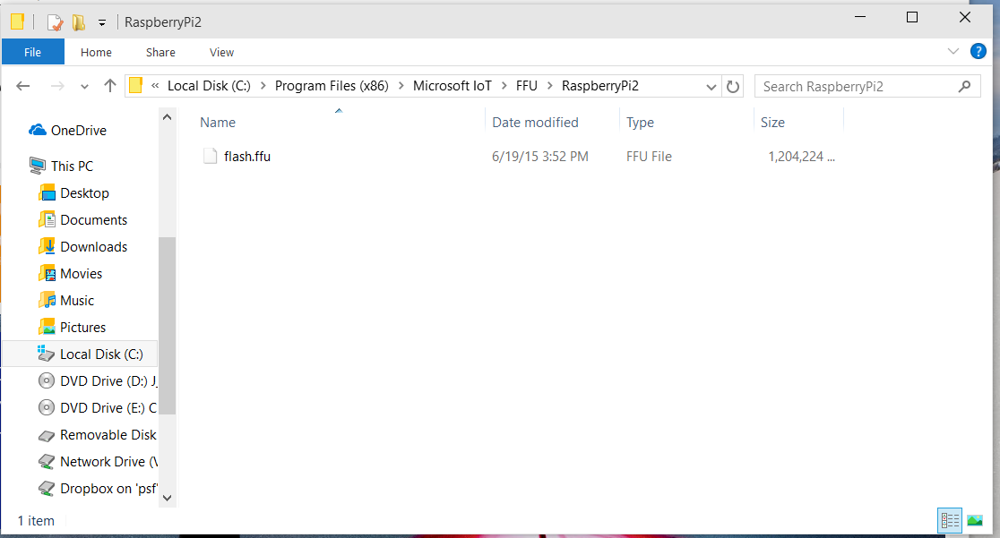 RaspberryPi2
File Home Share View
?
« Local Disk (C:) > Program Files (x86) > Microsoft IoT > FFU > RaspberryPi2
Search RaspberryPi2
Name Date modified Type Size
flash.ffu 6/19/15 3:52 PM FFU File 1,204,224 ...
OneDrive
This PC
Desktop
Documents
Downloads
Movies
Music
Pictures
Local Disk (C:)
DVD Drive (D:) J
DVD Drive (E:) C
Removable Disk
Network Drive (\
Dropbox on 'psf'
1 item